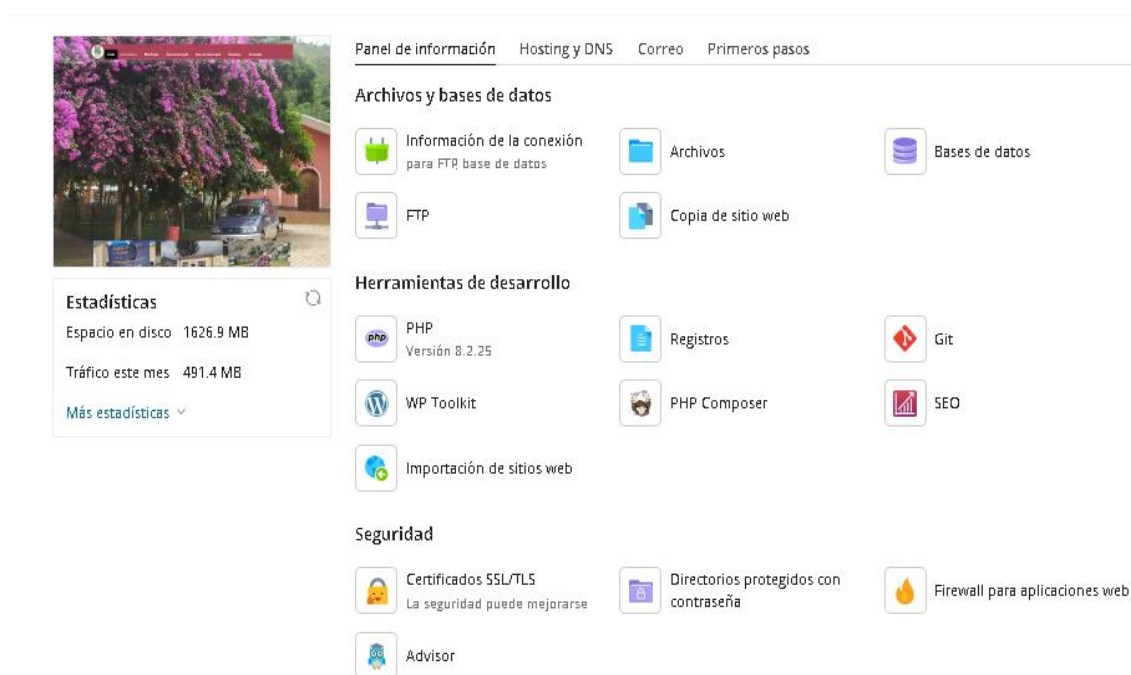 Panel de información
Hosting y DNS
Correo
Primeros pasos
Archivos y bases de datos
Información de la conexión
para FTP, base de datos
Archivos
Bases de datos
FTP
Copia de sitio web
Estadísticas
Espacio en disco 1626.9 MB
Tráfico este mes 491.4 MB
Más estadísticas
Herramientas de desarrollo
php
PHP
Versión 8.2.25
Registros
Git
WP Toolkit
PHP Composer
SEO
Importación de sitios web
Seguridad
Certificados SSL/TLS
La seguridad puede mejorarse
Directorios protegidos con
contraseña
Firewall para aplicaciones web
Advisor